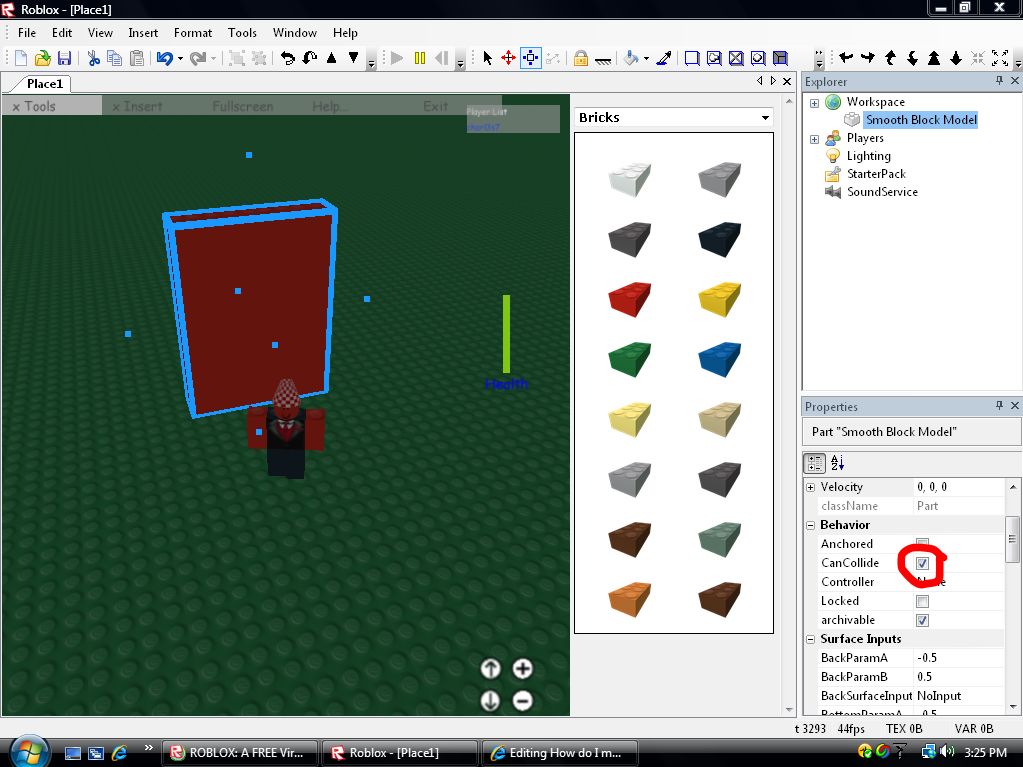 Roblox - [Place1]
File Edit View Insert Format Tools Window Help
Place1
x Tools x Insert Fullscreen Help... Exit
Player List
Health
Bricks
Explorer
Workspace
Smooth Block Model
Players
Lighting
StarterPack
SoundService
Properties
Part "Smooth Block Model"
Velocity 0, 0, 0
className Part
Behavior
Anchored
CanCollide
Controller
Locked
archivable
Surface Inputs
BackParamA -0.5
BackParamB 0.5
BackSurfaceInput NoInput
BottomParamA -0.5
t 3293 44fps TEX 0B VAR 0B
ROBLOX: A FREE Vir... Roblox - [Place1] Editing How do I m... 3:25 PM